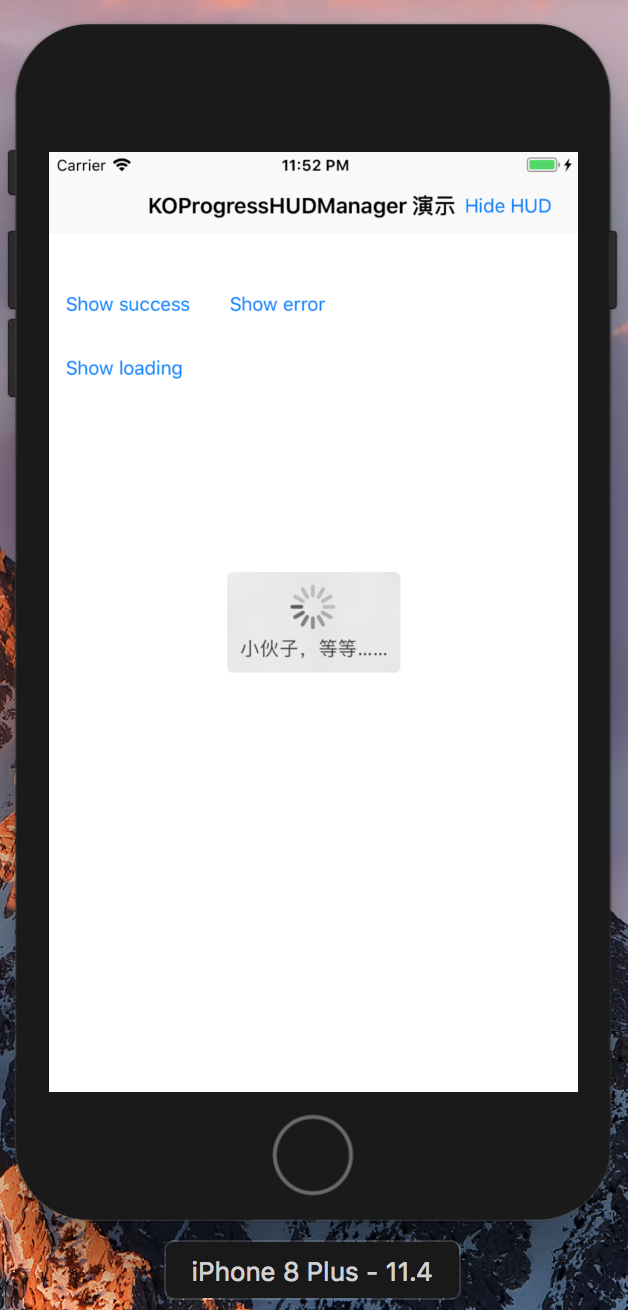 Carrier 11:52 PM
KOProgressHUDManager 演示 Hide HUD
Show success Show error
Show loading
小伙子，等等……
iPhone 8 Plus - 11.4